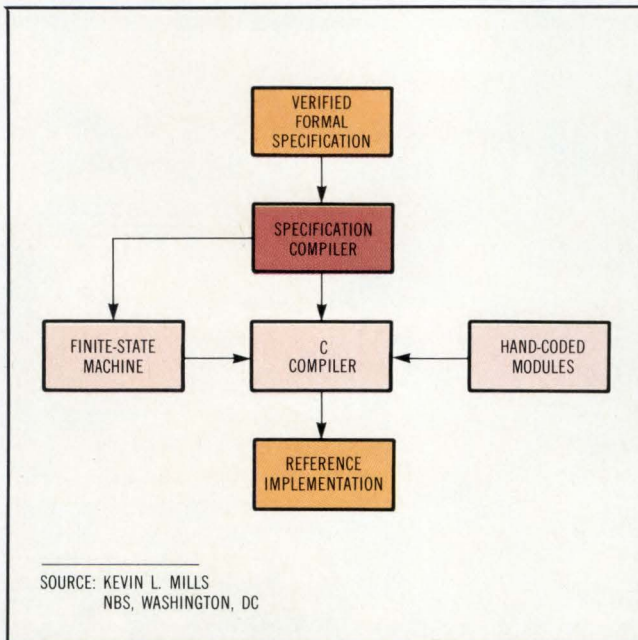 VERIFIED
FORMAL
SPECIFICATION
SPECIFICATION
COMPILER
FINITE-STATE
MACHINE
C
COMPILER
HAND-CODED
MODULES
REFERENCE
IMPLEMENTATION
SOURCE: KEVIN L. MILLS
NBS, WASHINGTON, DC